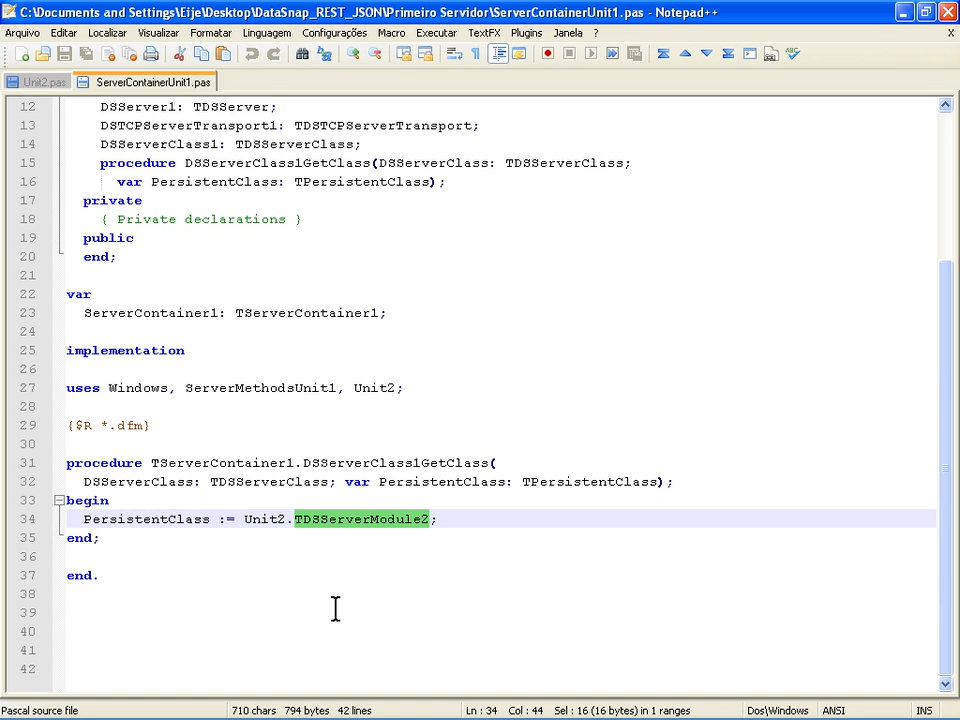 C:\Documents and Settings\Eije\Desktop\DataSnap_REST_JSON\Primeiro Servidor\ServerContainerUnit1.pas - Notepad++
Arquivo Editar Localizar Visualizar Formatar Linguagem Configurações Macro Executar TextFX Plugins Janela ? X
Unit2.pas ServerContainerUnit1.pas
12 DSServer1: TDSServer;
13 DSTCPServerTransport1: TDSTCPServerTransport;
14 DSServerClass1: TDSServerClass;
15 procedure DSServerClass1GetClass(DSServerClass: TDSServerClass;
16 var PersistentClass: TPersistentClass);
17 private
18 { Private declarations }
19 public
20 end;
21
22 var
23 ServerContainer1: TServerContainer1;
24
25 implementation
26
27 uses Windows, ServerMethodsUnit1, Unit2;
28
29 {$R *.dfm}
30
31 procedure TServerContainer1.DSServerClass1GetClass(
32 DSServerClass: TDSServerClass; var PersistentClass: TPersistentClass);
33 begin
34 PersistentClass := Unit2.TDSServerModule2;
35 end;
36
37 end.
38
39
40
41
42
Pascal source file 710 chars 794 bytes 42 lines Ln : 34 Col : 44 Sel : 16 (16 bytes) in 1 ranges Dos\Windows ANSI INS